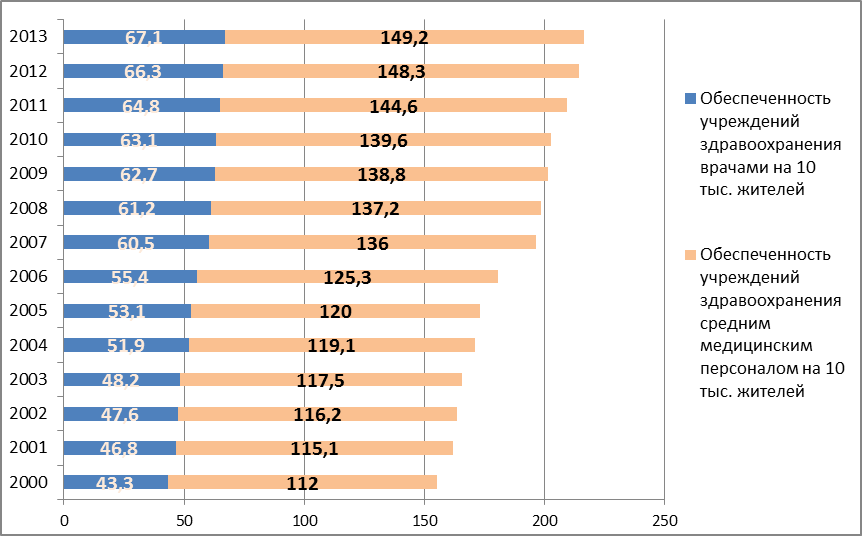 2013 67.1 149,2
2012 66.3 148,3
2011 64.8 144,6
2010 63.1 139,6
2009 62.7 138,8
2008 61.2 137,2
2007 60.5 136
2006 55.4 125,3
2005 53.1 120
2004 51.9 119,1
2003 48.2 117,5
2002 47.6 116,2
2001 46.8 115,1
2000 43.3 112
0 50 100 150 200 250
Обеспеченность
учреждений
здравоохранения
врачами на 10
тыс. жителей
Обеспеченность
учреждений
здравоохранения
средним
медицинским
персоналом на 10
тыс. жителей